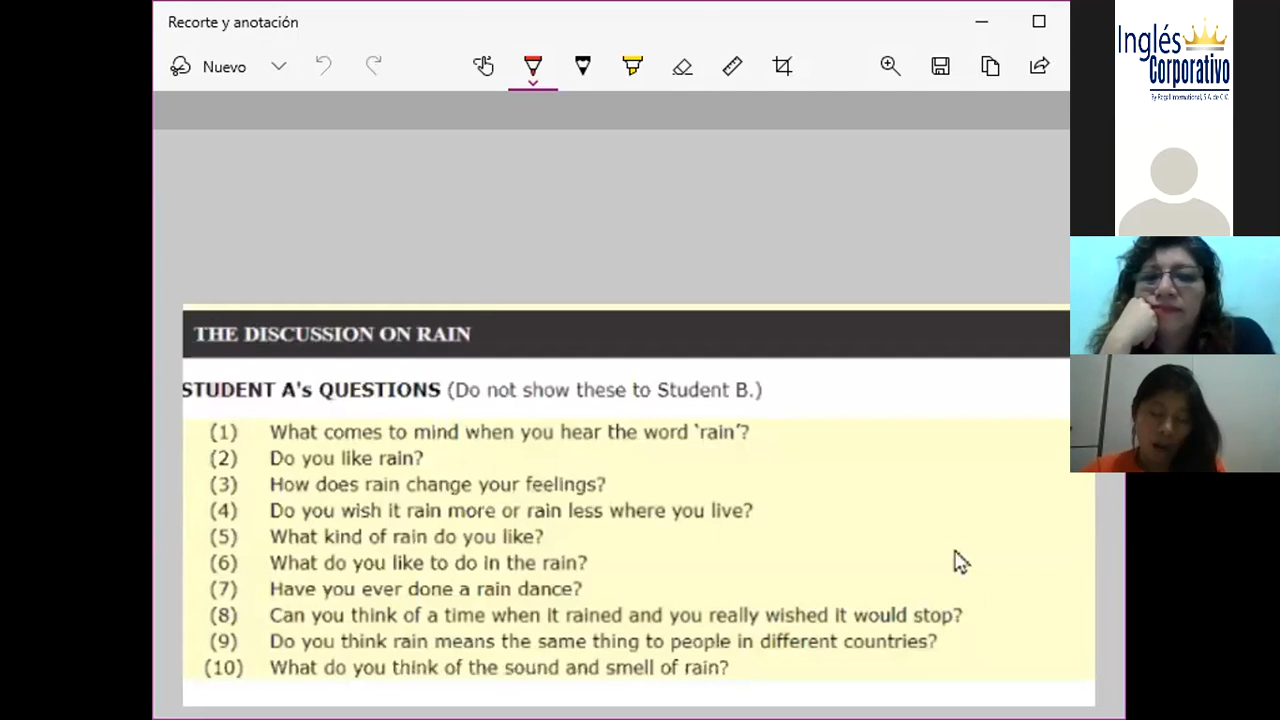 Recorte y anotación
Nuevo
Inglés
Corporativo
By Regall International, S.A. de C.V.
THE DISCUSSION ON RAIN
STUDENT A's QUESTIONS (Do not show these to Student B.)
(1) What comes to mind when you hear the word ‘rain’?
(2) Do you like rain?
(3) How does rain change your feelings?
(4) Do you wish it rain more or rain less where you live?
(5) What kind of rain do you like?
(6) What do you like to do in the rain?
(7) Have you ever done a rain dance?
(8) Can you think of a time when it rained and you really wished it would stop?
(9) Do you think rain means the same thing to people in different countries?
(10) What do you think of the sound and smell of rain?